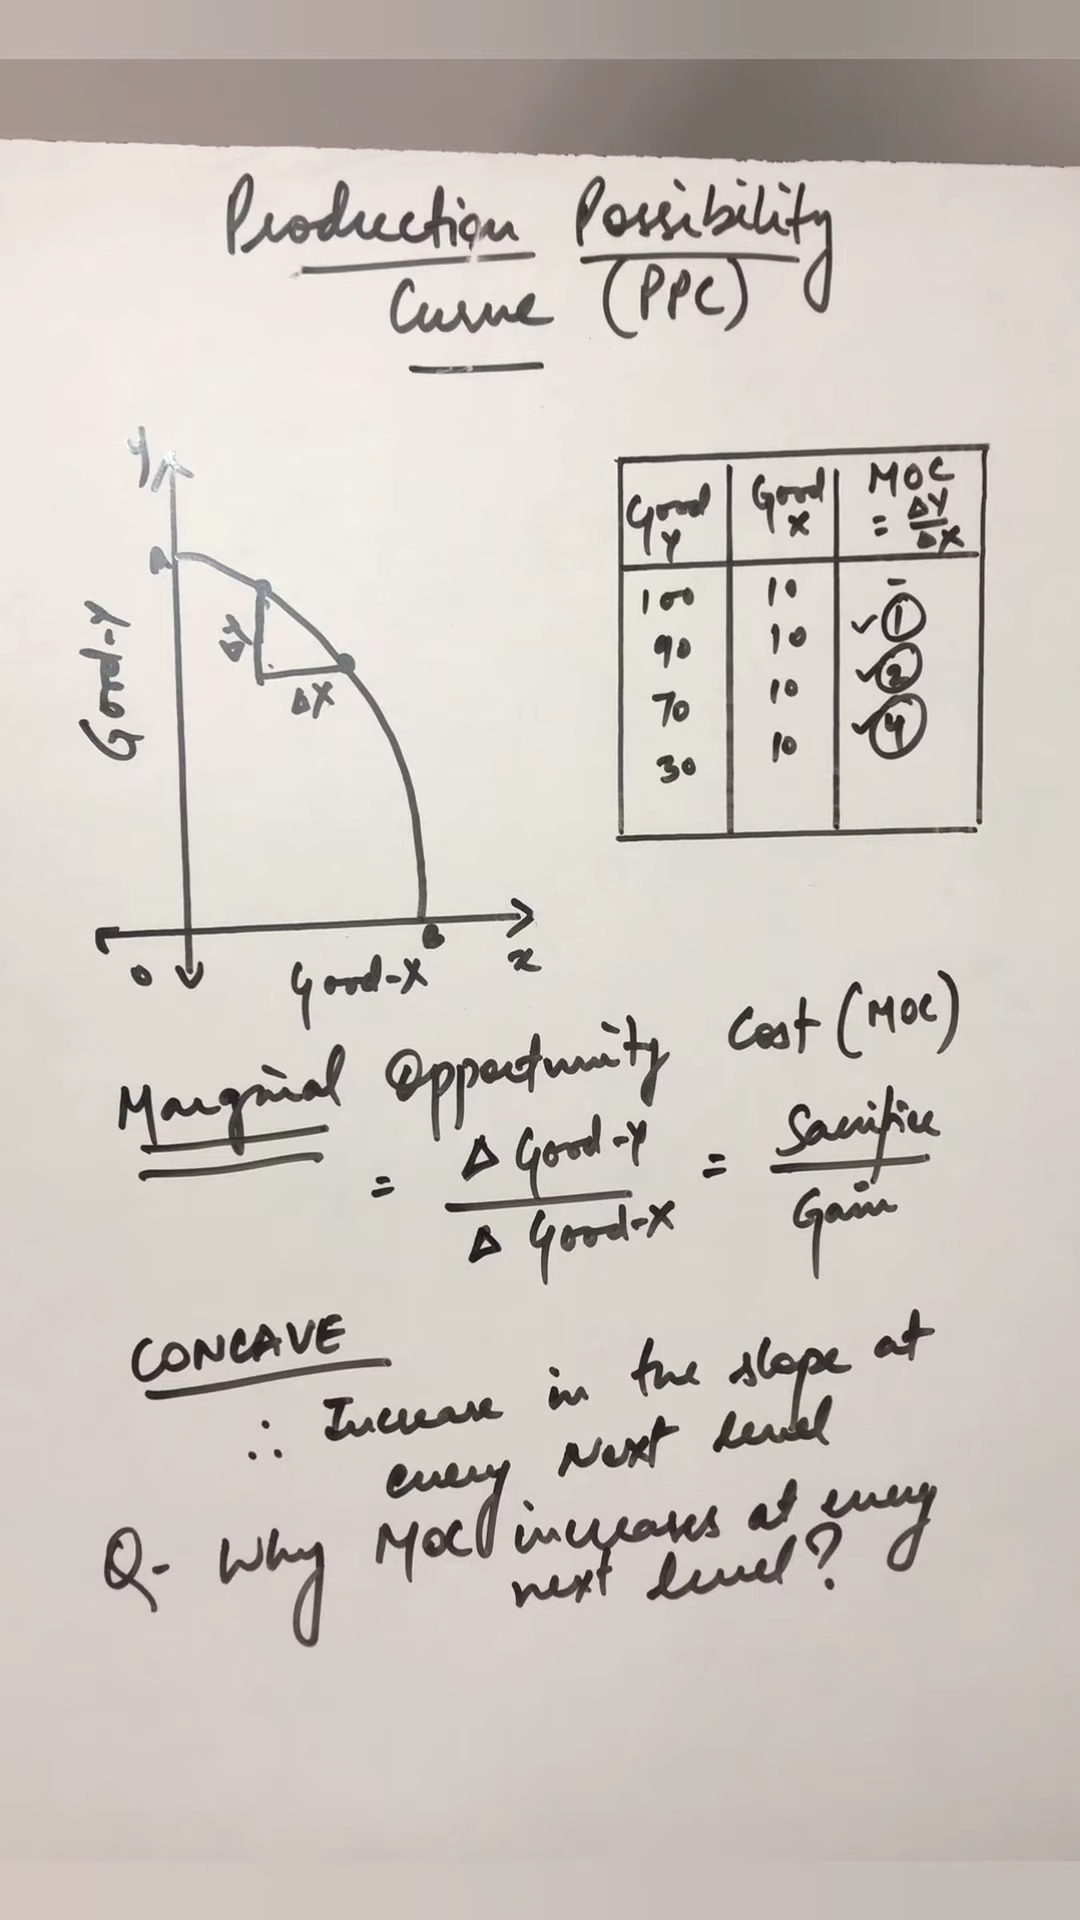 Production Possibility
Curve (PPC)
Y
A
Good-Y
ΔY
ΔX
B
O
Good-X
x
Good Y
Good X
MOC = ΔY/ΔX
100 10 -
90 10 ✓ 1
70 10 ✓ 2
30 10 ✓ 4
Marginal Opportunity Cost (MOC)
= Δ Good-Y / Δ Good-X = Sacrifice / Gain
CONCAVE
∴ Increase in the slope at
every Next level
Q- Why MOC increases at every
next level?